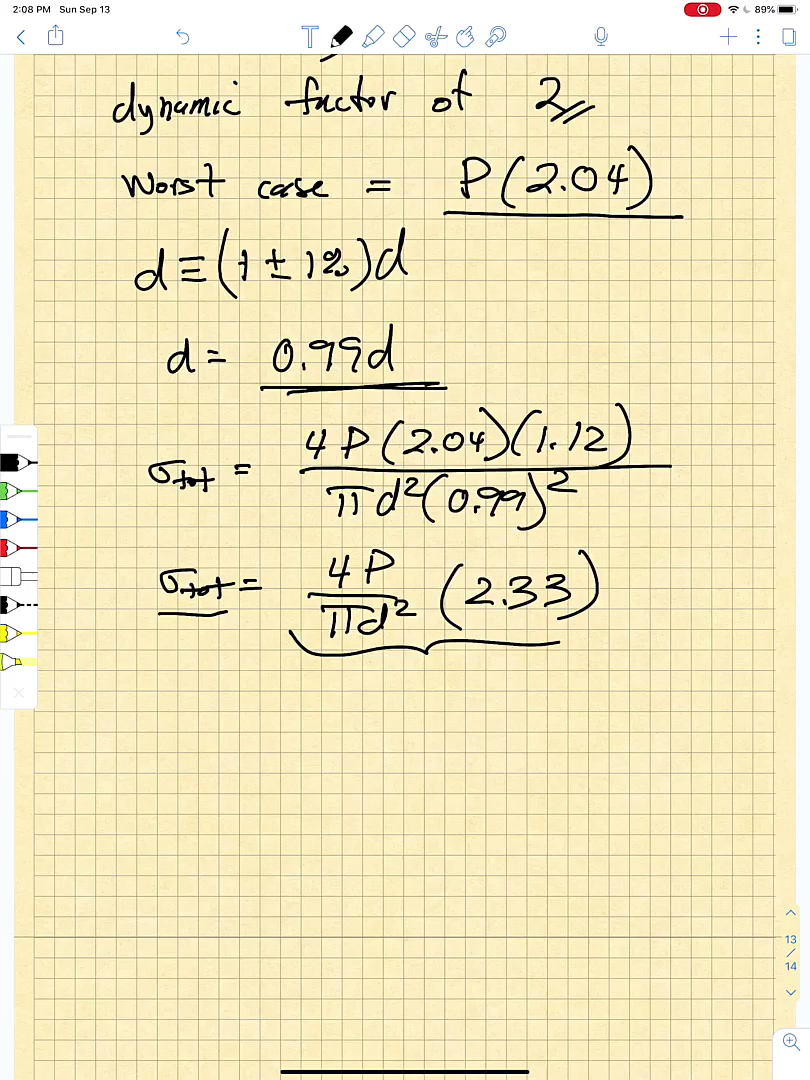 2:08 PM Sun Sep 13 89%
dynamic factor of 2
Worst case = P(2.04)
d ≡ (1 ± 1%)d
d = 0.99d
σtot = 4P(2.04)(1.12) / πd²(0.99)²
σtot = 4P / πd² (2.33)
13
/
14